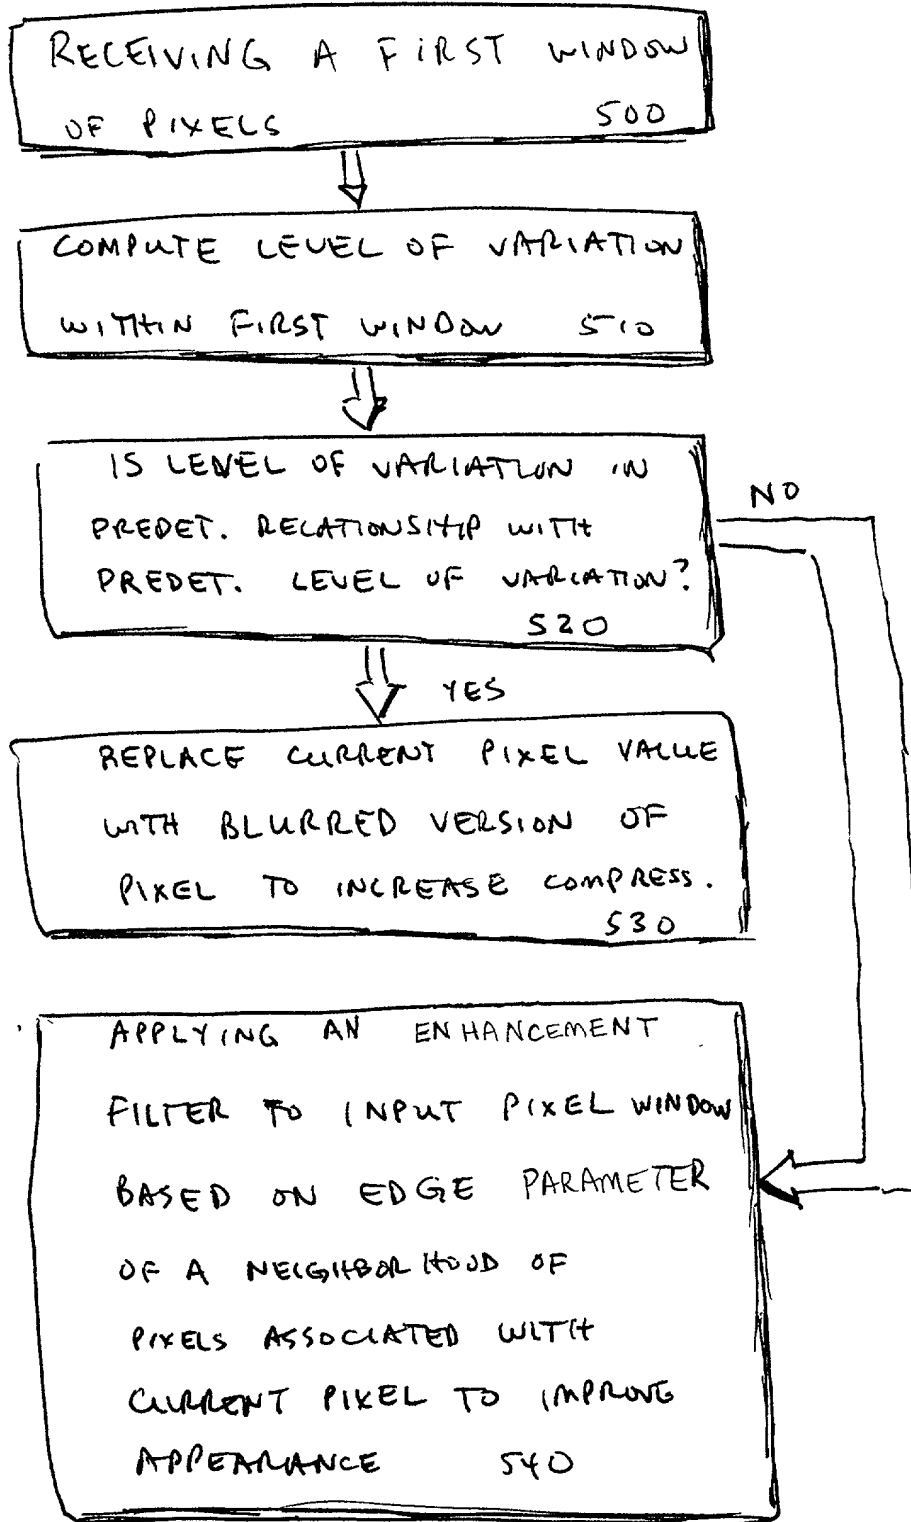 RECEIVING A FIRST WINDOW
OF PIXELS 500
COMPUTE LEVEL OF VARIATION
WITHIN FIRST WINDOW 510
IS LEVEL OF VARIATION IN
PREDET. RELATIONSHIP WITH
PREDET. LEVEL OF VARIATION?
520
NO
YES
REPLACE CURRENT PIXEL VALUE
WITH BLURRED VERSION OF
PIXEL TO INCREASE COMPRESS.
530
APPLYING AN ENHANCEMENT
FILTER TO INPUT PIXEL WINDOW
BASED ON EDGE PARAMETER
OF A NEIGHBORHOOD OF
PIXELS ASSOCIATED WITH
CURRENT PIXEL TO IMPROVE
APPEARANCE 540